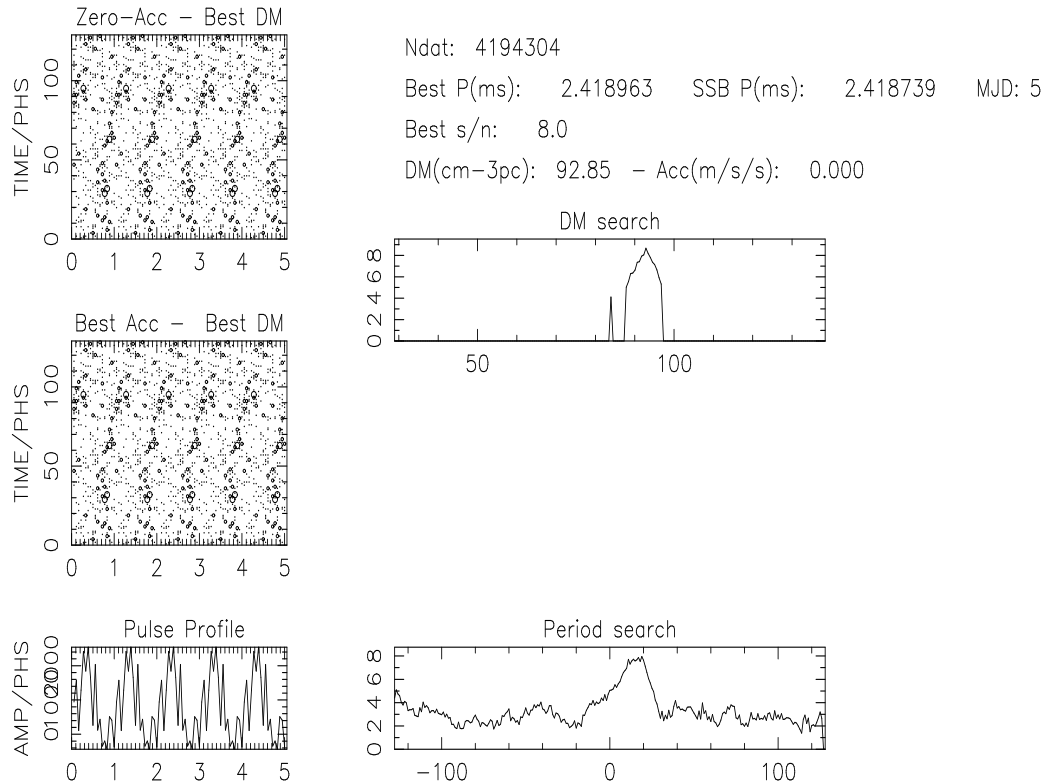 Zero-Acc - Best DM
TIME/PHS
0 50 100
0 1 2 3 4 5
Ndat: 4194304
Best P(ms): 2.418963 SSB P(ms): 2.418739 MJD: 5
Best s/n: 8.0
DM(cm-3pc): 92.85 - Acc(m/s/s): 0.000
DM search
0 2 4 6 8
50 100
Best Acc - Best DM
TIME/PHS
0 50 100
0 1 2 3 4 5
Pulse Profile
AMP/PHS
0 100 200
0 1 2 3 4 5
Period search
0 2 4 6 8
-100 0 100